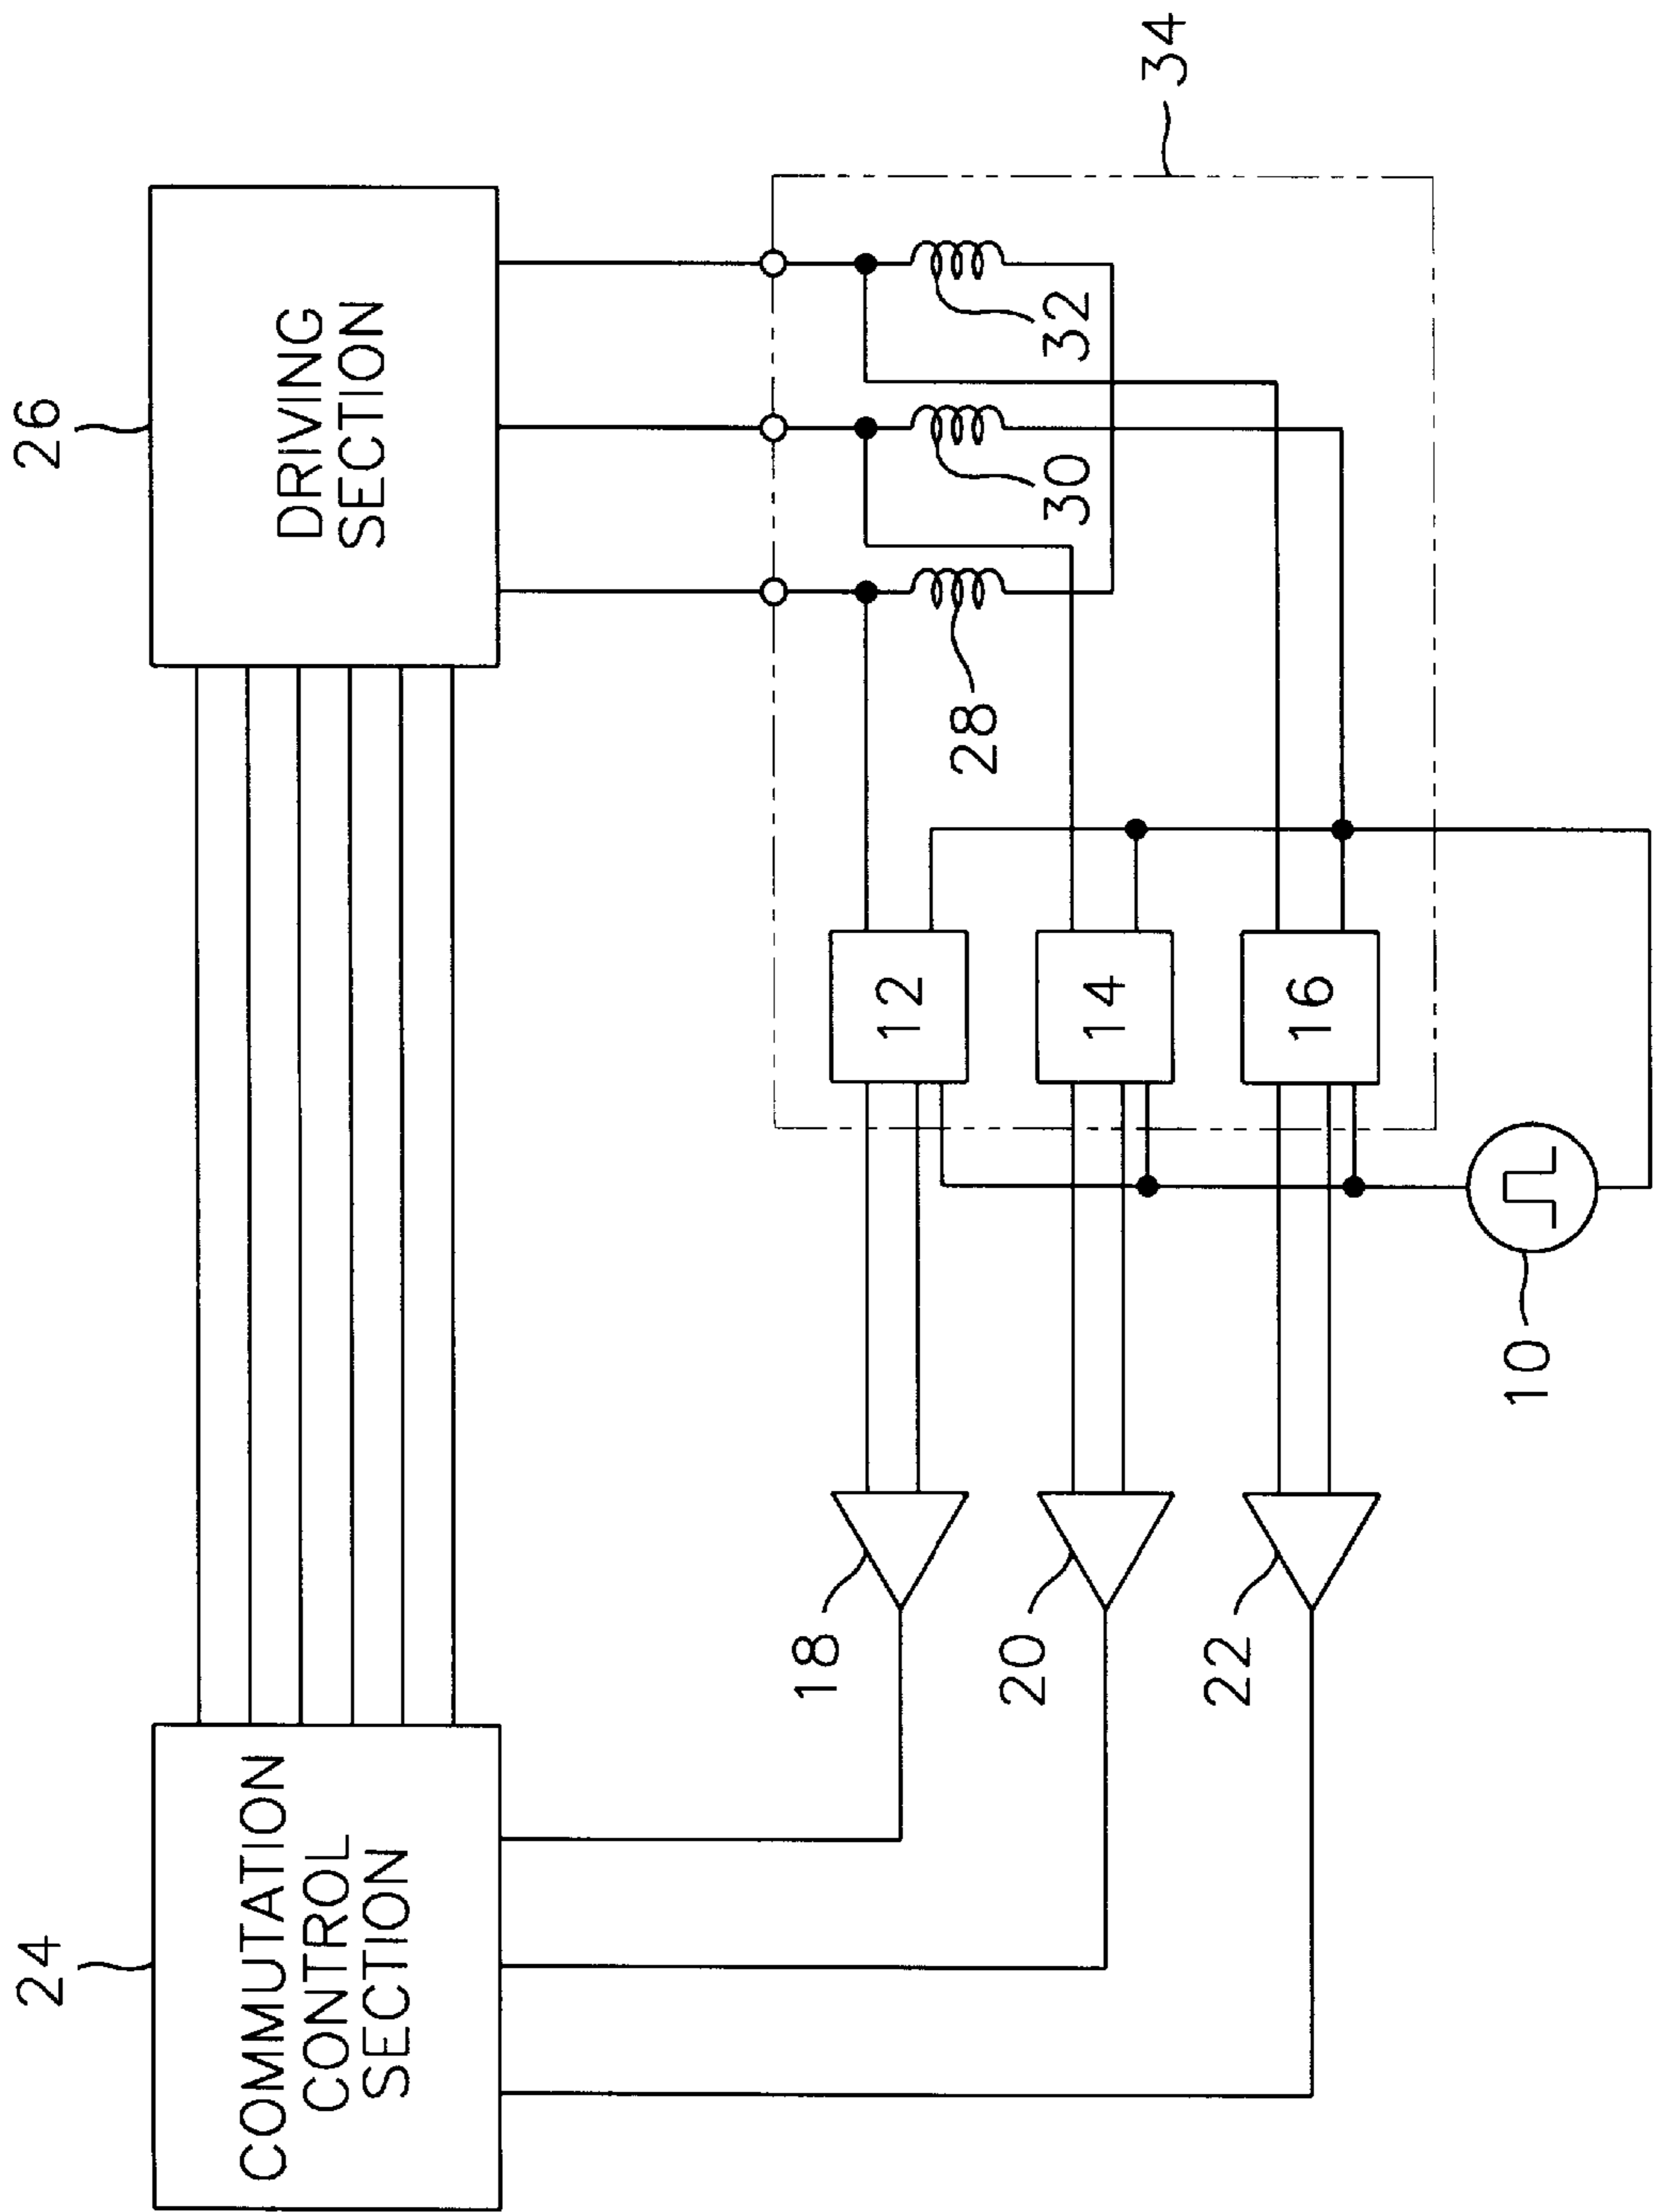 24
COMMUTATION
CONTROL
SECTION
26
DRIVING
SECTION
18
20
22
12
14
16
28
30
32
34
10